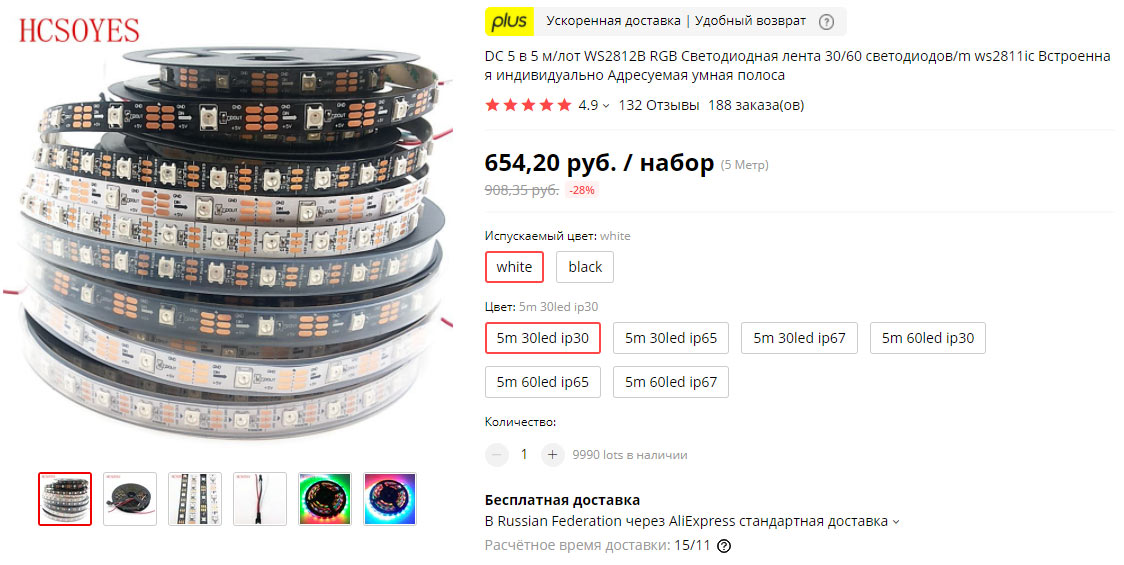 HCSOYES
plus Ускоренная доставка | Удобный возврат ?
DC 5 в 5 м/лот WS2812B RGB Светодиодная лента 30/60 светодиодов/m ws2811ic Встроенна
я индивидуально Адресуемая умная полоса
4.9 132 Отзывы 188 заказа(ов)
654,20 руб. / набор (5 Метр)
908,35 руб. -28%
Испускаемый цвет: white
white black
Цвет: 5m 30led ip30
5m 30led ip30 5m 30led ip65 5m 30led ip67 5m 60led ip30
5m 60led ip65 5m 60led ip67
Количество:
− 1 + 9990 lots в наличии
Бесплатная доставка
В Russian Federation через AliExpress стандартная доставка
Расчётное время доставки: 15/11 ?